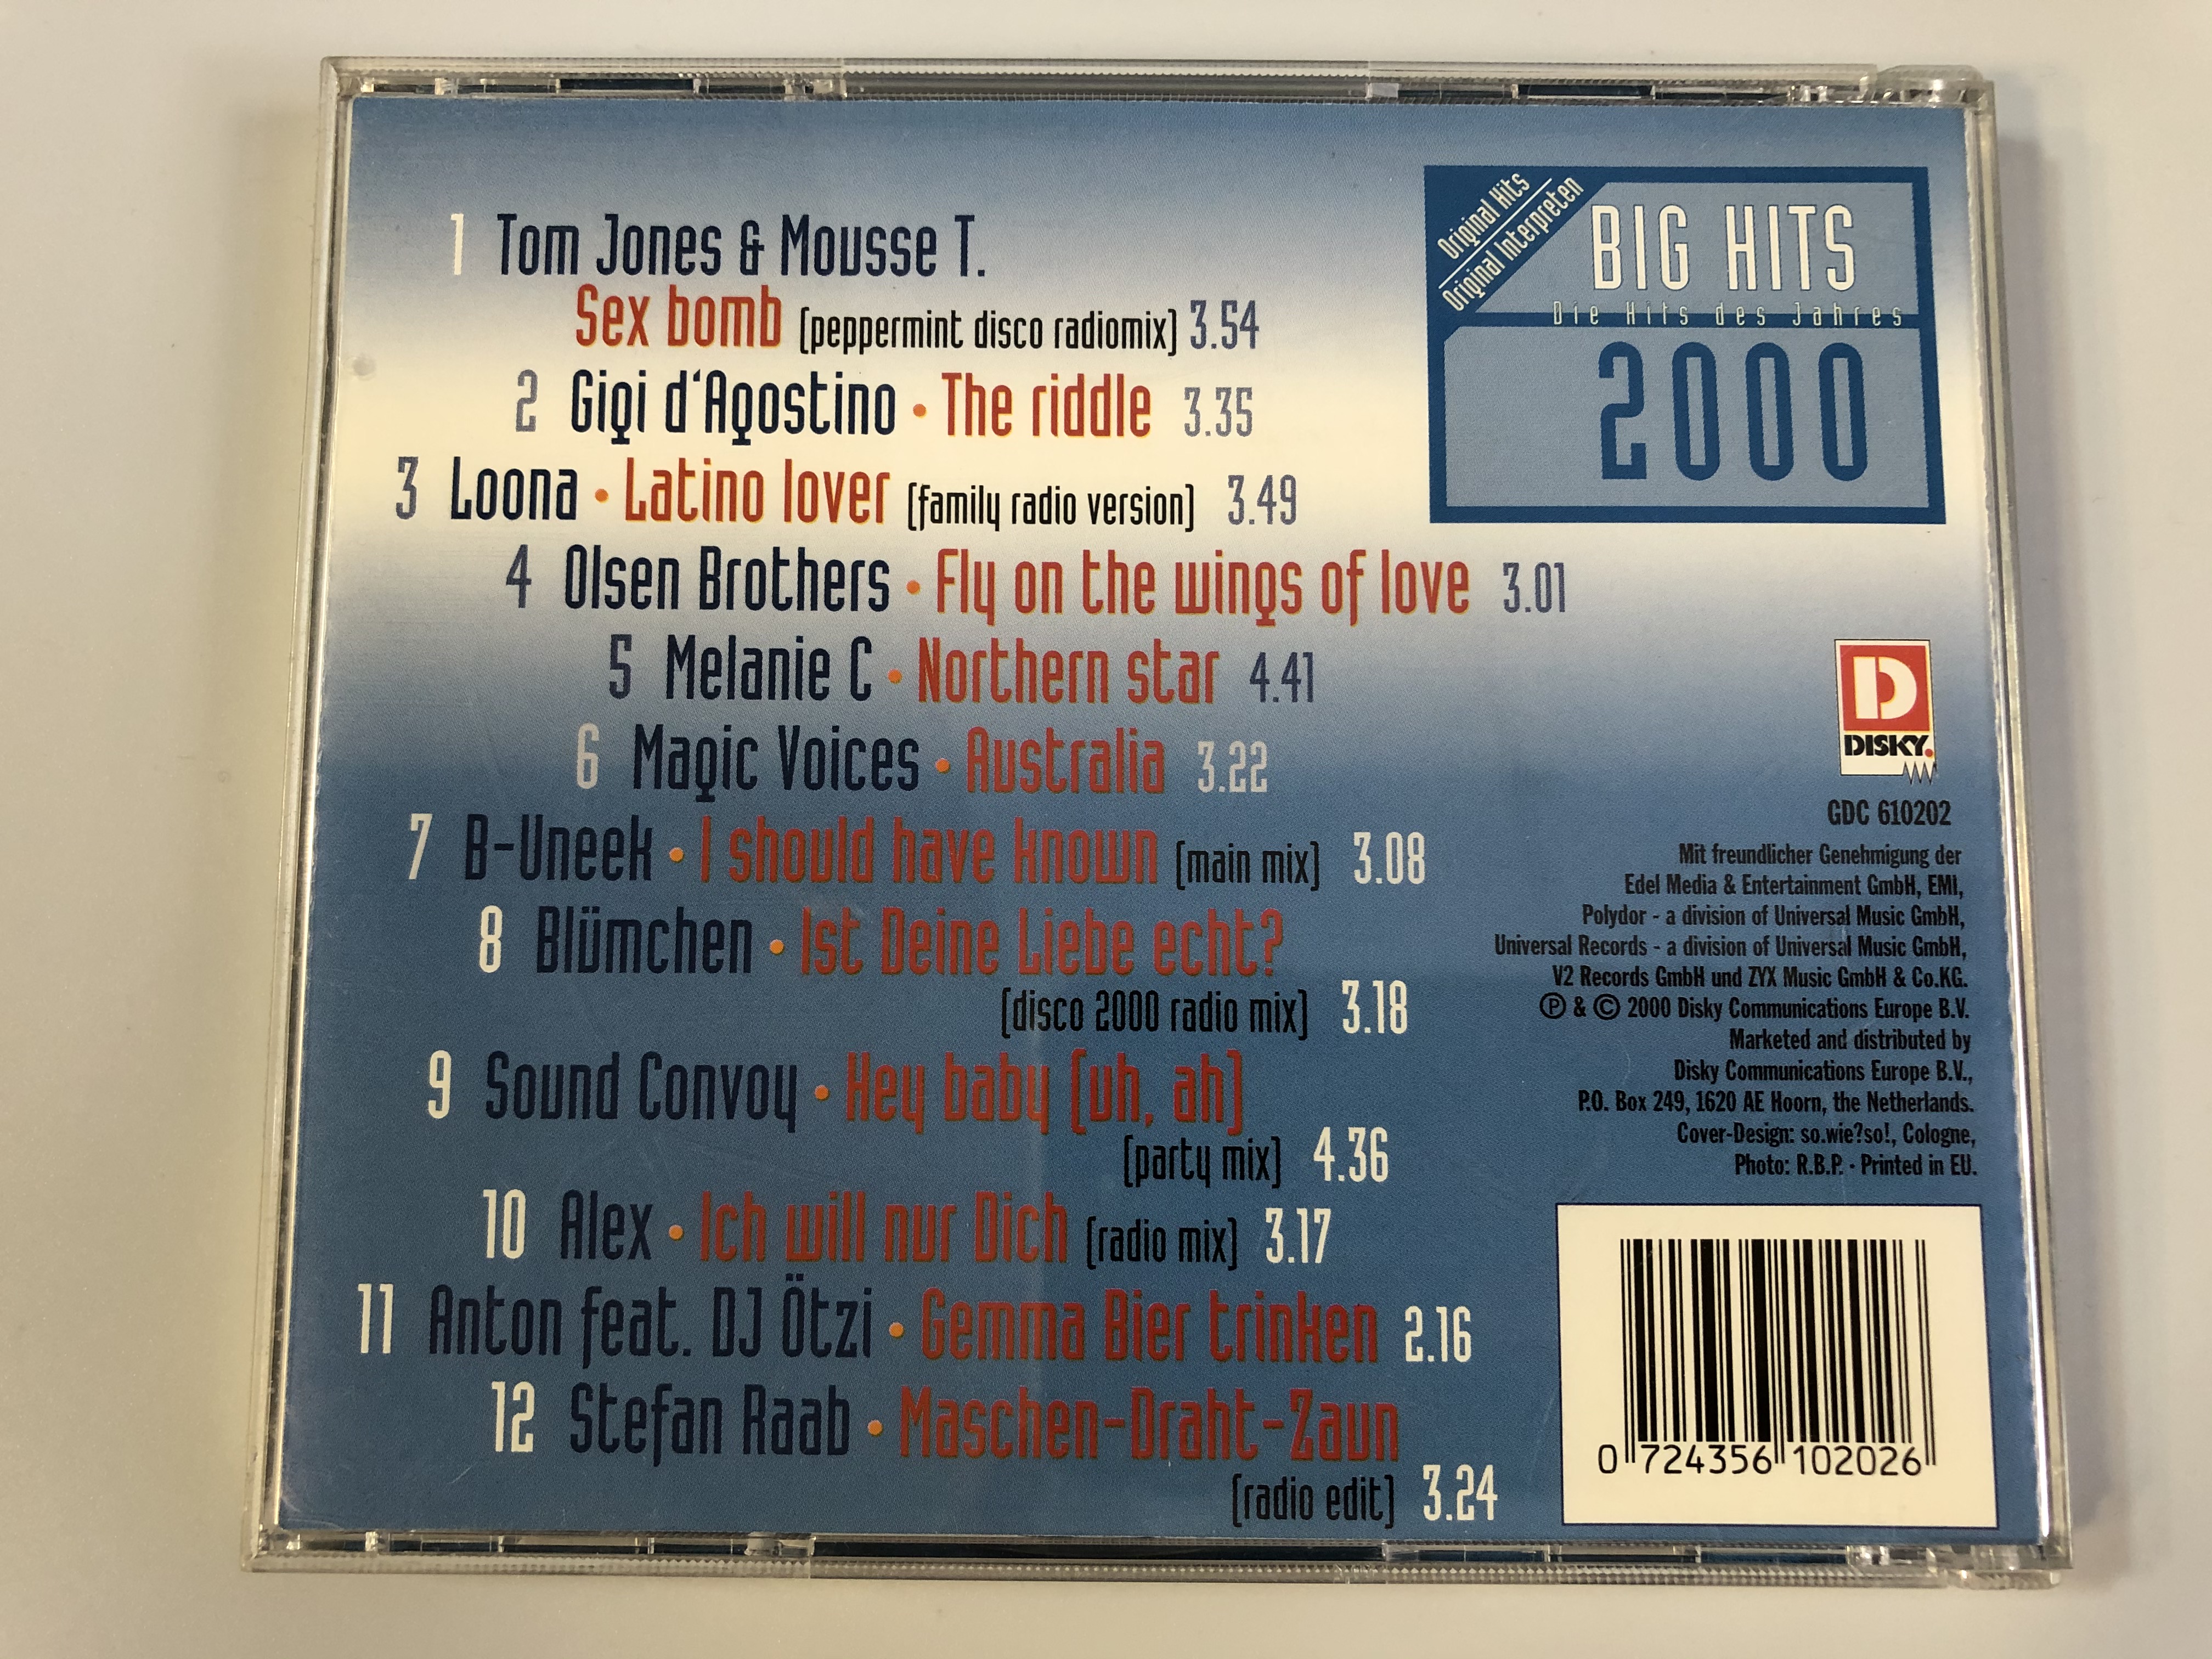 1 Tom Jones & Mousse T.
Sex bomb (peppermint disco radiomix) 3.54
2 Gigi d'Agostino • The riddle 3.35
3 Loona • Latino lover (family radio version) 3.49
4 Olsen Brothers • Fly on the wings of love 3.01
5 Melanie C • Northern star 4.41
6 Magic Voices • Australia 3.22
7 B-Uneek • I should have known (main mix) 3.08
8 Blümchen • Ist Deine Liebe echt?
(disco 2000 radio mix) 3.18
9 Sound Convoy • Hey baby (uh, ah)
(party mix) 4.36
10 Alex • Ich will nur Dich (radio mix) 3.17
11 Anton feat. DJ Ötzi • Gemma Bier trinken 2.16
12 Stefan Raab • Maschen-Draht-Zaun
(radio edit) 3.24
Original Hits
Original Interpreten
BIG HITS
Die Hits des Jahres
2000
D
DISKY.
GDC 610202
Mit freundlicher Genehmigung der
Edel Media & Entertainment GmbH, EMI,
Polydor - a division of Universal Music GmbH,
Universal Records - a division of Universal Music GmbH,
V2 Records GmbH und ZYX Music GmbH & Co.KG.
℗ & © 2000 Disky Communications Europe B.V.
Marketed and distributed by
Disky Communications Europe B.V.,
P.O. Box 249, 1620 AE Hoorn, the Netherlands.
Cover-Design: so.wie?so!, Cologne,
Photo: R.B.P. · Printed in EU.
0 724356 102026